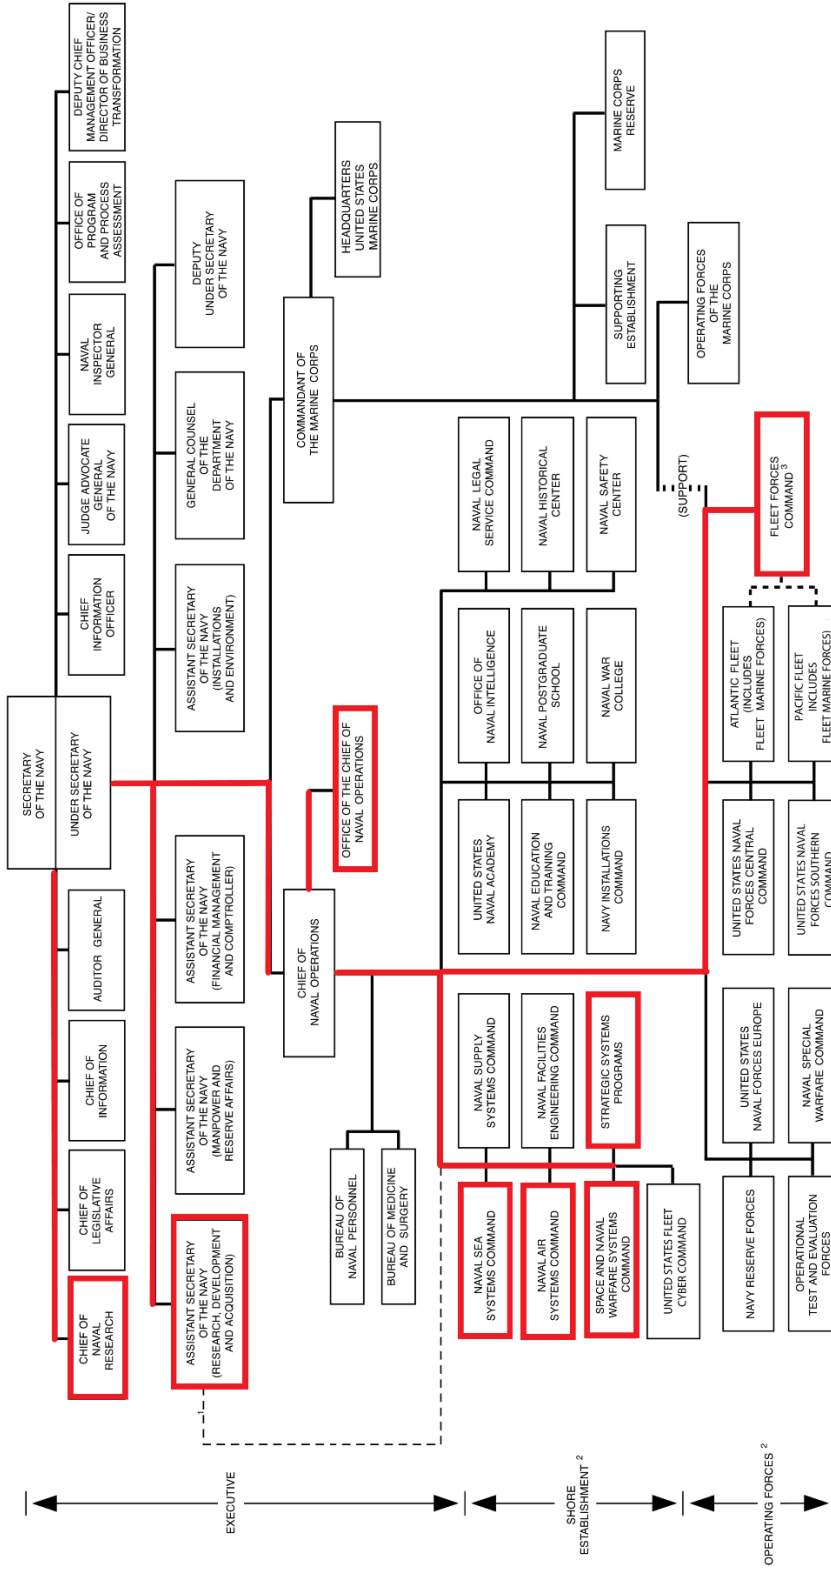 SECRETARY
OF THE NAVY
UNDER SECRETARY
OF THE NAVY
CHIEF OF
NAVAL
RESEARCH
CHIEF OF
LEGISLATIVE
AFFAIRS
CHIEF OF
INFORMATION
AUDITOR GENERAL
CHIEF
INFORMATION
OFFICER
JUDGE ADVOCATE
GENERAL
OF THE NAVY
NAVAL
INSPECTOR
GENERAL
OFFICE OF
PROGRAM
AND PROCESS
ASSESSMENT
DEPUTY CHIEF
MANAGEMENT OFFICER/
DIRECTOR OF BUSINESS
TRANSFORMATION
ASSISTANT SECRETARY
OF THE NAVY
(RESEARCH, DEVELOPMENT
AND ACQUISITION)
ASSISTANT SECRETARY
OF THE NAVY
(MANPOWER AND
RESERVE AFFAIRS)
ASSISTANT SECRETARY
OF THE NAVY
(FINANCIAL MANAGEMENT
AND COMPTROLLER)
ASSISTANT SECRETARY
OF THE NAVY
(INSTALLATIONS
AND ENVIRONMENT)
GENERAL COUNSEL
OF THE
DEPARTMENT
OF THE NAVY
DEPUTY
UNDER SECRETARY
OF THE NAVY
1
EXECUTIVE
CHIEF OF
NAVAL OPERATIONS
COMMANDANT OF
THE MARINE CORPS
BUREAU OF
NAVAL PERSONNEL
OFFICE OF THE CHIEF OF
NAVAL OPERATIONS
HEADQUARTERS
UNITED STATES
MARINE CORPS
BUREAU OF MEDICINE
AND SURGERY
SHORE
ESTABLISHMENT 2
NAVAL SEA
SYSTEMS COMMAND
NAVAL SUPPLY
SYSTEMS COMMAND
UNITED STATES
NAVAL ACADEMY
OFFICE OF
NAVAL INTELLIGENCE
NAVAL LEGAL
SERVICE COMMAND
NAVAL AIR
SYSTEMS COMMAND
NAVAL FACILITIES
ENGINEERING COMMAND
NAVAL EDUCATION
AND TRAINING
COMMAND
NAVAL POSTGRADUATE
SCHOOL
NAVAL HISTORICAL
CENTER
SPACE AND NAVAL
WARFARE SYSTEMS
COMMAND
STRATEGIC SYSTEMS
PROGRAMS
NAVY INSTALLATIONS
COMMAND
NAVAL WAR
COLLEGE
NAVAL SAFETY
CENTER
SUPPORTING
ESTABLISHMENT
MARINE CORPS
RESERVE
UNITED STATES FLEET
CYBER COMMAND
(SUPPORT)
OPERATING FORCES
OF THE
MARINE CORPS
OPERATING FORCES 2
NAVY RESERVE FORCES
UNITED STATES
NAVAL FORCES EUROPE
UNITED STATES NAVAL
FORCES CENTRAL
COMMAND
ATLANTIC FLEET
(INCLUDES
FLEET MARINE FORCES)
FLEET FORCES
COMMAND 3
OPERATIONAL
TEST AND EVALUATION
FORCES
NAVAL SPECIAL
WARFARE COMMAND
UNITED STATES NAVAL
FORCES SOUTHERN
COMMAND
PACIFIC FLEET
INCLUDES
FLEET MARINE FORCES)